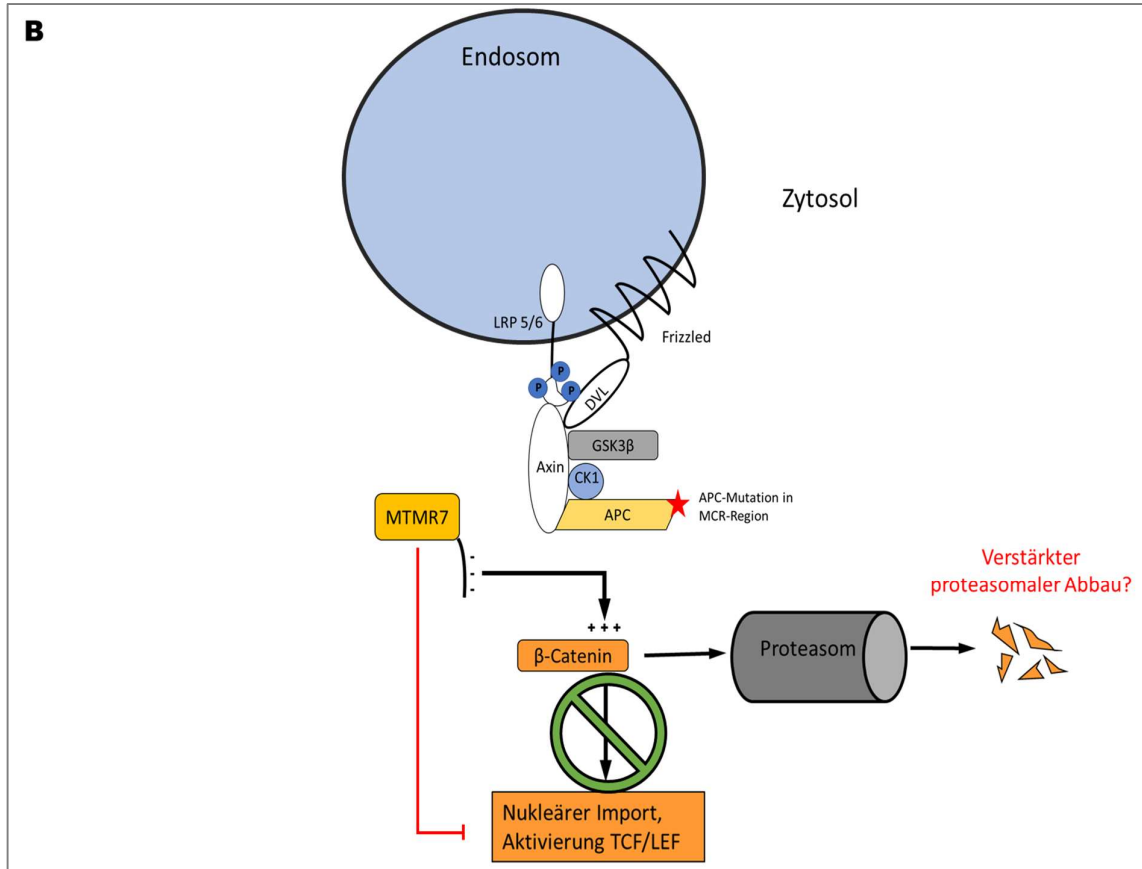 B
Endosom
Zytosol
LRP 5/6
Frizzled
P
P
P
DVL
GSK3β
Axin
CK1
APC
APC-Mutation in
MCR-Region
MTMR7
-
-
-
+ + +
β-Catenin
Proteasom
Verstärkter
proteasomaler Abbau?
Nukleärer Import,
Aktivierung TCF/LEF